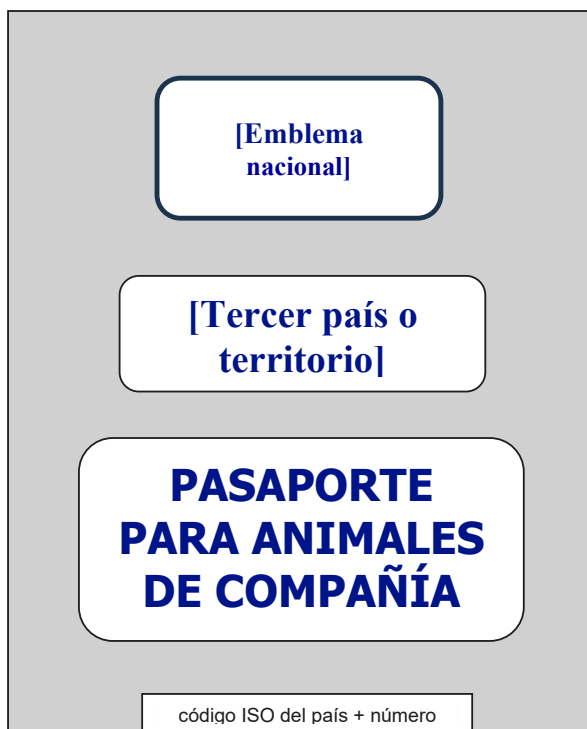 [Emblema
nacional]
[Tercer país o
territorio]
PASAPORTE
PARA ANIMALES
DE COMPAÑÍA
código ISO del país + número